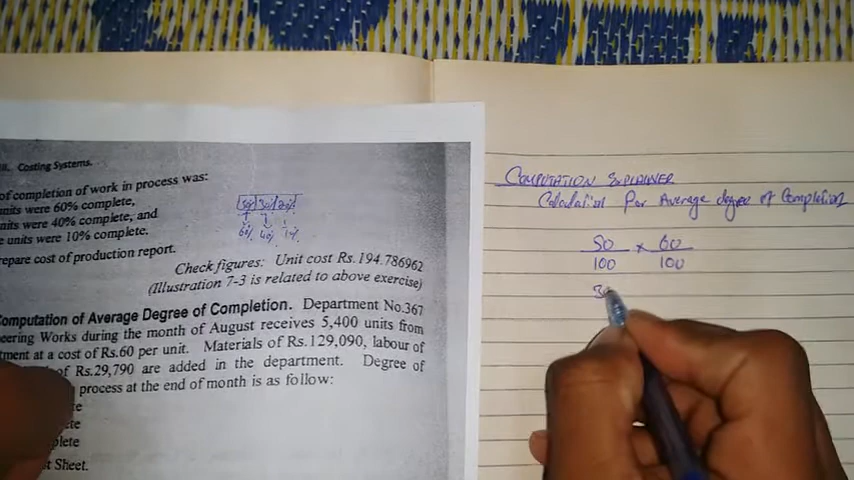 Costing Systems.
of completion of work in process was:
units were 60% complete,
units were 40% complete, and
units were 10% complete.
repare cost of production report.
Check figures: Unit cost Rs.194.786962
(Illustration 7-3 is related to above exercise)
Computation of Average Degree of Completion. Department No.367
eering Works during the month of August receives 5,400 units from
tment at a cost of Rs.60 per unit. Materials of Rs.129,090, labour of
of Rs.29,790 are added in the department. Degree of
process at the end of month is as follow:
te
te
plete
t Sheet.
COMPUTATION EXPLAINER
Calculation For Average degree of Completion
50 × 60
100 100